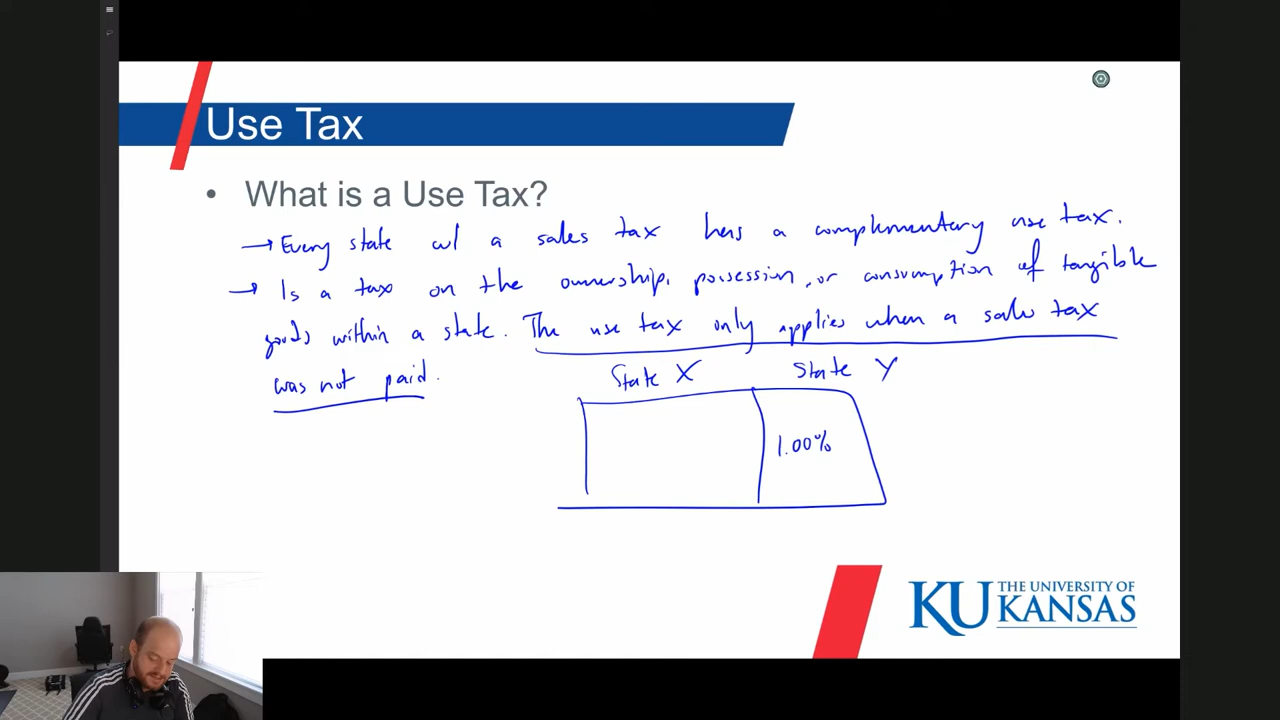 Use Tax
• What is a Use Tax?
→ Every state w/ a sales tax has a complimentary use tax.
→ Is a tax on the ownership, possession, or consumption of tangible
goods within a state. The use tax only applies when a sales tax
was not paid.
State X State Y
1.00%
KU THE UNIVERSITY OF KANSAS